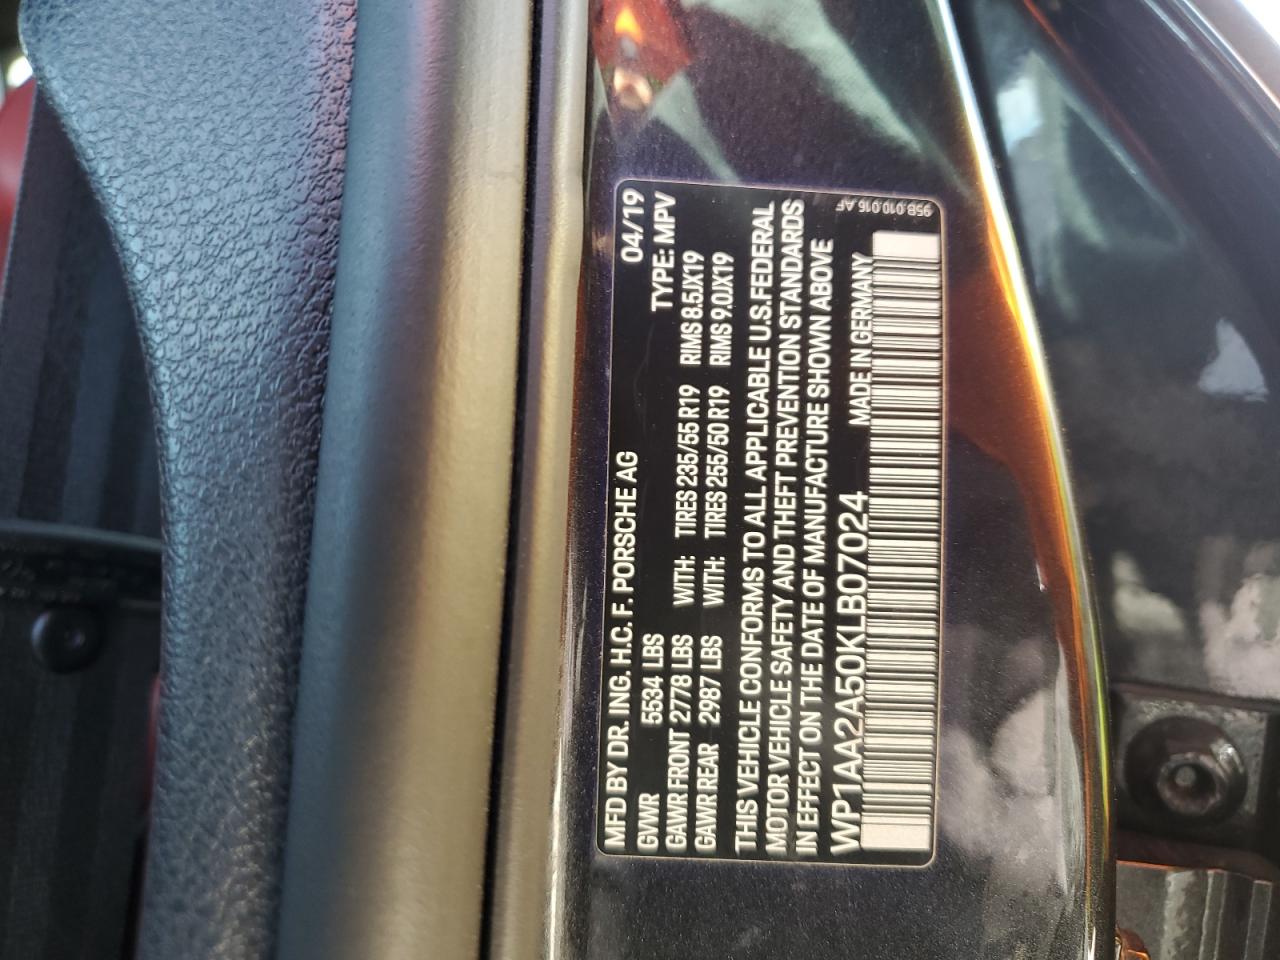 MFD BY DR. ING. H.C. F. PORSCHE AG 04/19
GVWR 5534 LBS TYPE: MPV
GAWR FRONT 2778 LBS WITH: TIRES 235/55 R19 RIMS 8.5JX19
GAWR REAR 2987 LBS WITH: TIRES 255/50 R19 RIMS 9.0JX19
THIS VEHICLE CONFORMS TO ALL APPLICABLE U.S.FEDERAL
MOTOR VEHICLE SAFETY AND THEFT PREVENTION STANDARDS
IN EFFECT ON THE DATE OF MANUFACTURE SHOWN ABOVE
WP1AA2A50KLB07024 MADE IN GERMANY
95B.010.016.AF